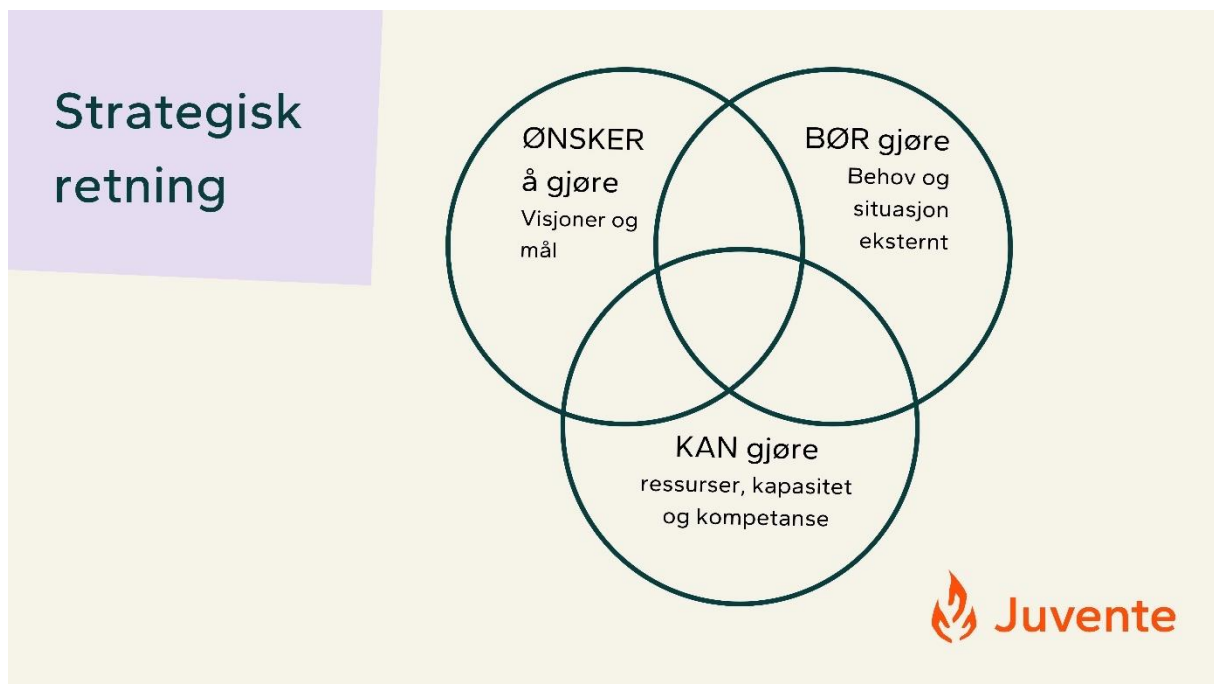 Strategisk
retning
ØNSKER
å gjøre
Visjoner og
mål
BØR gjøre
Behov og
situasjon
eksternt
KAN gjøre
ressurser, kapasitet
og kompetanse
Juvente